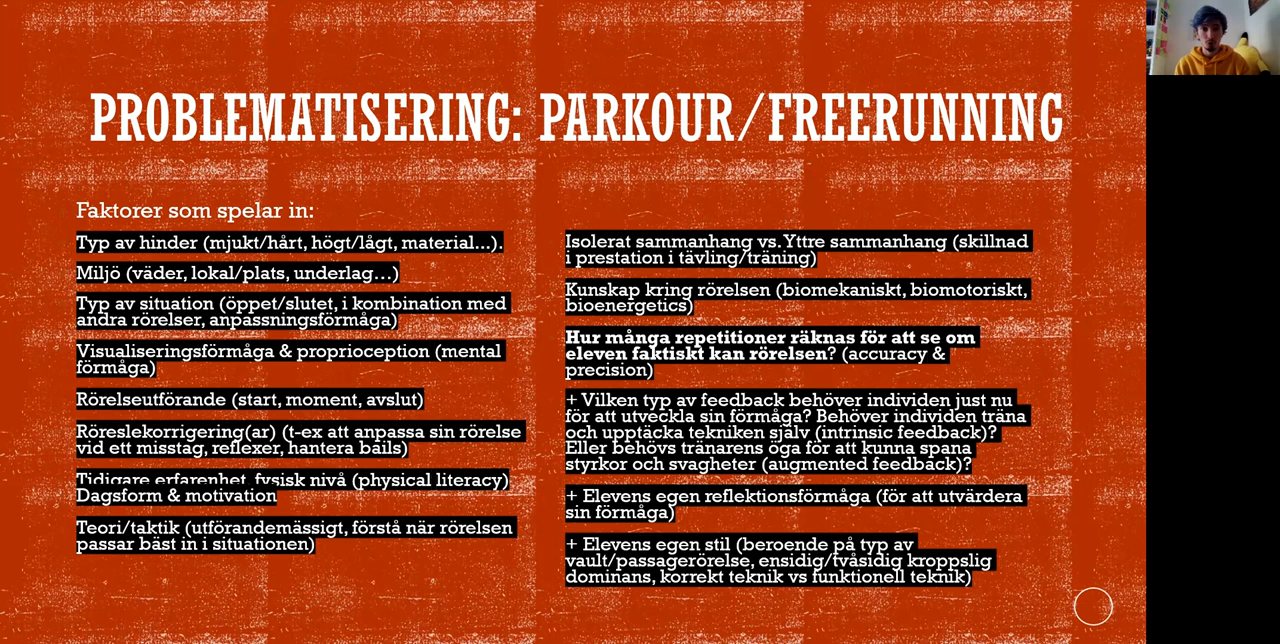 PROBLEMATISERING: PARKOUR/FREERUNNING
Faktorer som spelar in:
Typ av hinder (mjukt/hårt, högt/lågt, material...).
Miljö (väder, lokal/plats, underlag...)
Typ av situation (öppet/slutet, i kombination med
andra rörelser, anpassningsförmåga)
Visualiseringsförmåga & proprioception (mental
förmåga)
Rörelseutförande (start, moment, avslut)
Röreslekorrigering(ar) (t-ex att anpassa sin rörelse
vid ett misstag, reflexer, hantera bails)
Tidigare erfarenhet, fysisk nivå (physical literacy)
Dagsform & motivation
Teori/taktik (utförandemässigt, förstå när rörelsen
passar bäst in i situationen)
Isolerat sammanhang vs. Yttre sammanhang (skillnad
i prestation i tävling/träning)
Kunskap kring rörelsen (biomekaniskt, biomotoriskt,
bioenergetics)
Hur många repetitioner räknas för att se om
eleven faktiskt kan rörelsen? (accuracy &
precision)
+ Vilken typ av feedback behöver individen just nu
för att utveckla sin förmåga? Behöver individen träna
och upptäcka tekniken själv (intrinsic feedback)?
Eller behövs tränarens öga för att kunna spana
styrkor och svagheter (augmented feedback)?
+ Elevens egen reflektionsförmåga (för att utvärdera
sin förmåga)
+ Elevens egen stil (beroende på typ av
vault/passagerörelse, ensidig/tvåsidig kroppslig
dominans, korrekt teknik vs funktionell teknik)